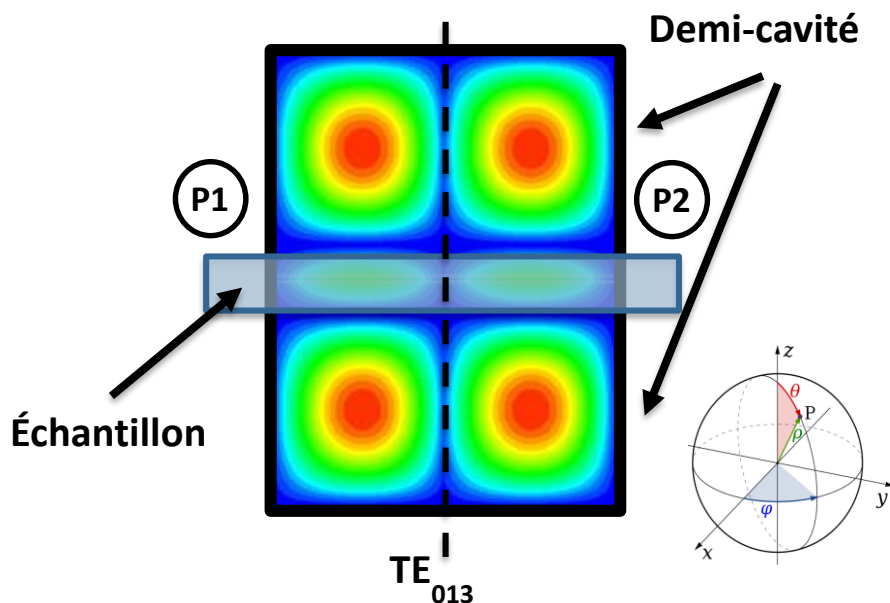 Demi-cavité
P1
P2
Échantillon
z
θ
P
ρ
y
φ
x
TE₀₁₃